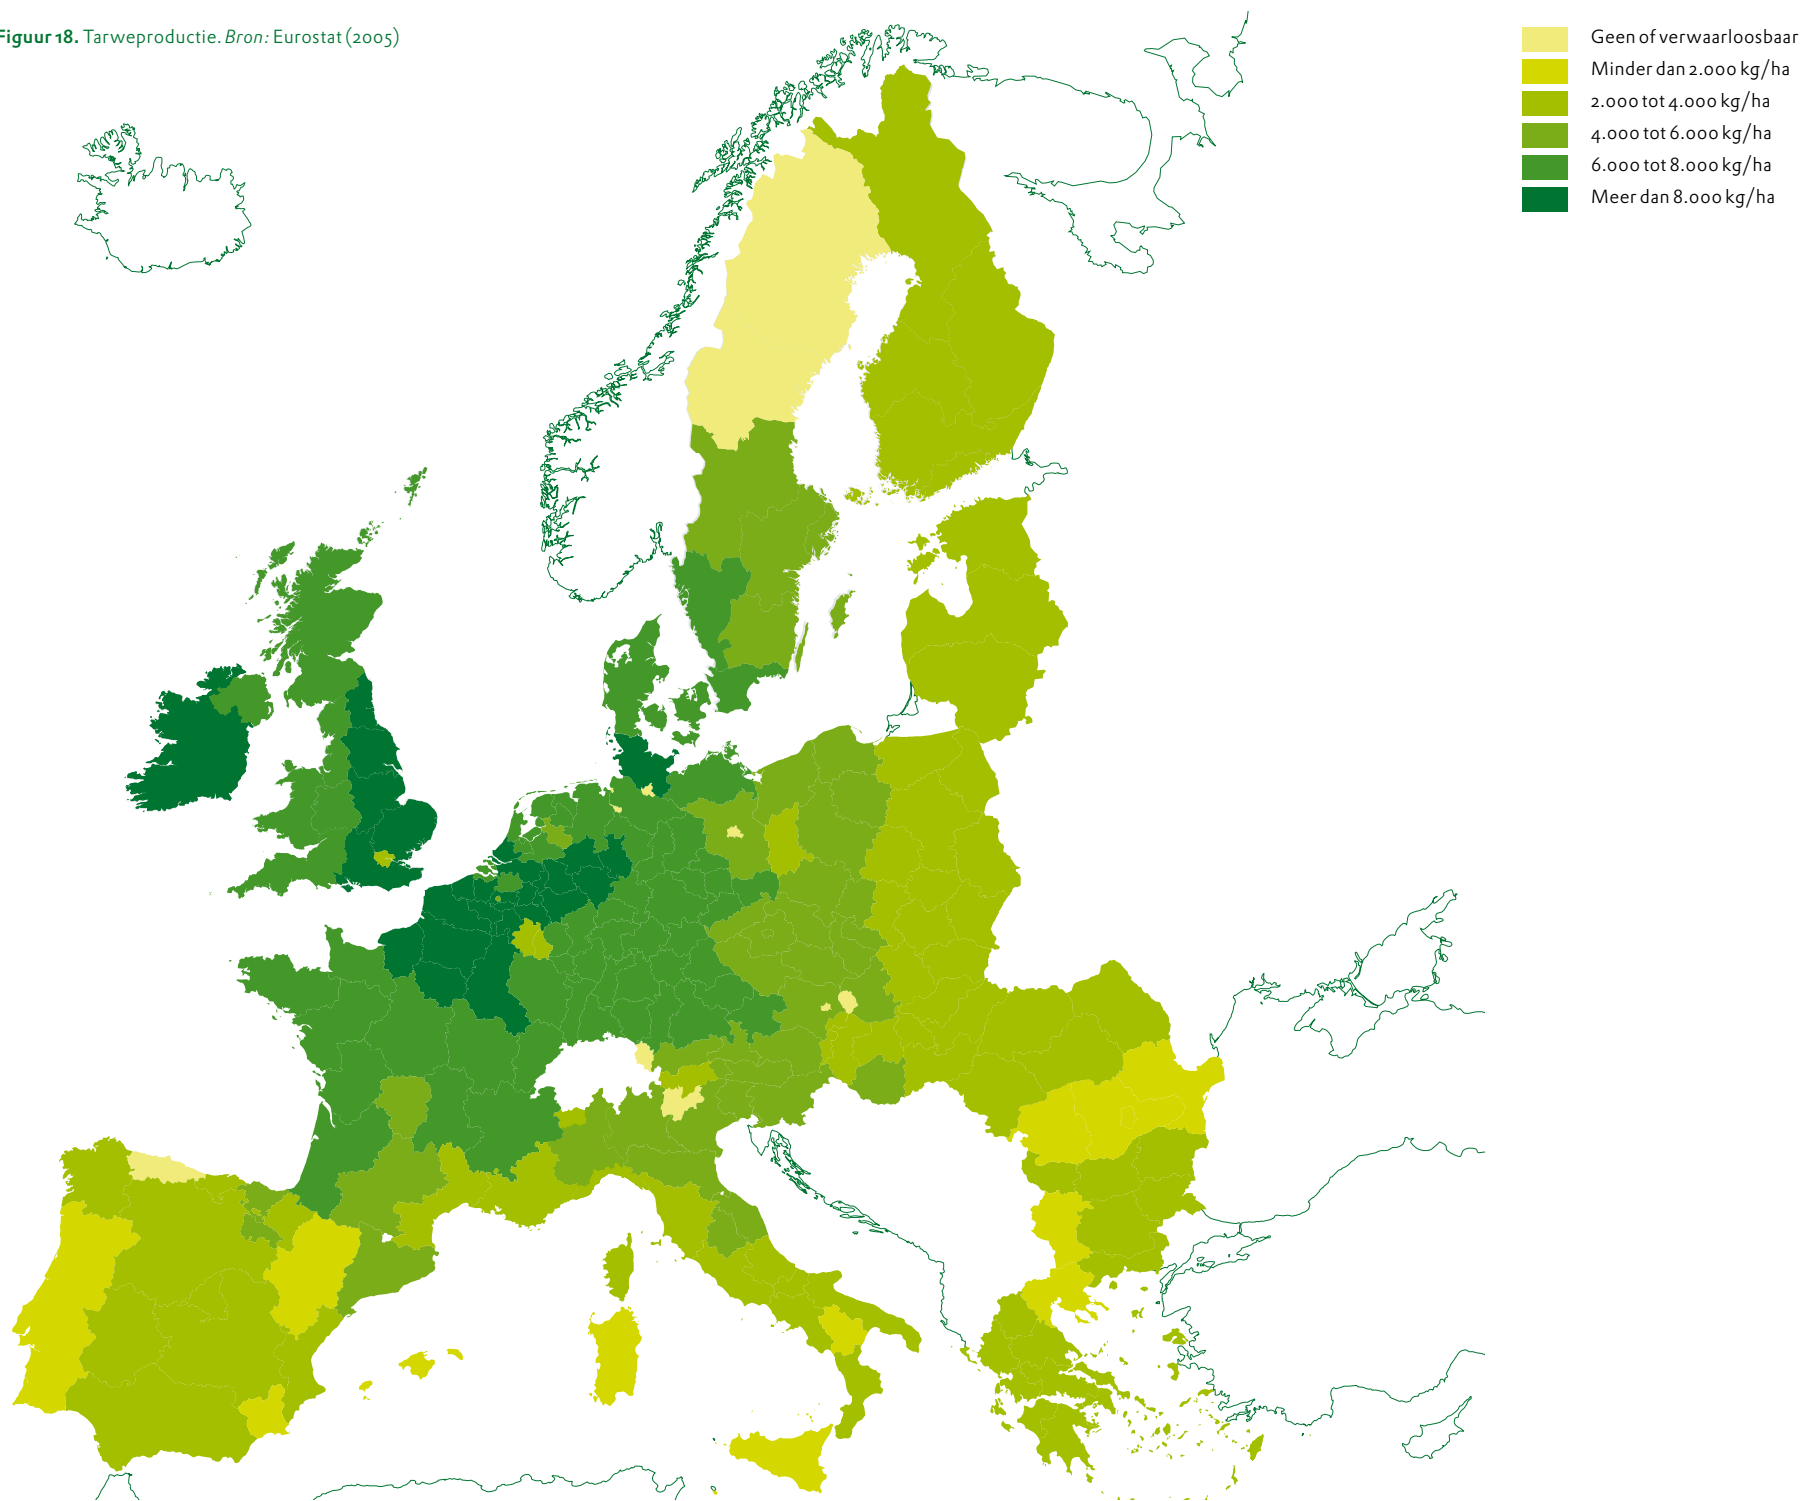 Figuur 18. Tarweproductie. Bron: Eurostat (2005)
Geen of verwaarloosbaar
Minder dan 2.000 kg/ha
2.000 tot 4.000 kg/ha
4.000 tot 6.000 kg/ha
6.000 tot 8.000 kg/ha
Meer dan 8.000 kg/ha